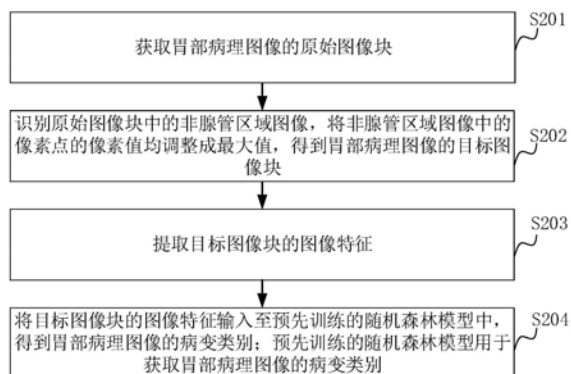 S201
获取胃部病理图像的原始图像块
识别原始图像块中的非腺管区域图像，将非腺管区域图像中的
像素点的像素值均调整成最大值，得到胃部病理图像的目标图
像块
S202
提取目标图像块的图像特征
S203
将目标图像块的图像特征输入至预先训练的随机森林模型中，
得到胃部病理图像的病变类别；预先训练的随机森林模型用于
获取胃部病理图像的病变类别
S204